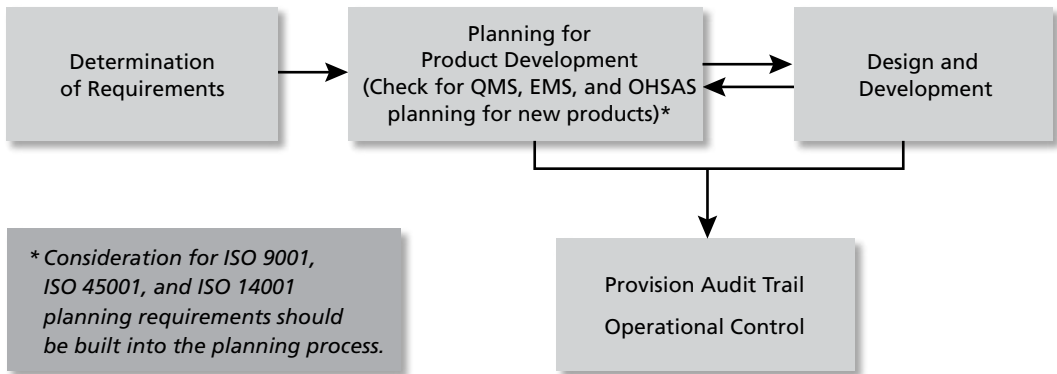 Determination
of Requirements
Planning for
Product Development
(Check for QMS, EMS, and OHSAS
planning for new products)*
Design and
Development
* Consideration for ISO 9001,
ISO 45001, and ISO 14001
planning requirements should
be built into the planning process.
Provision Audit Trail
Operational Control